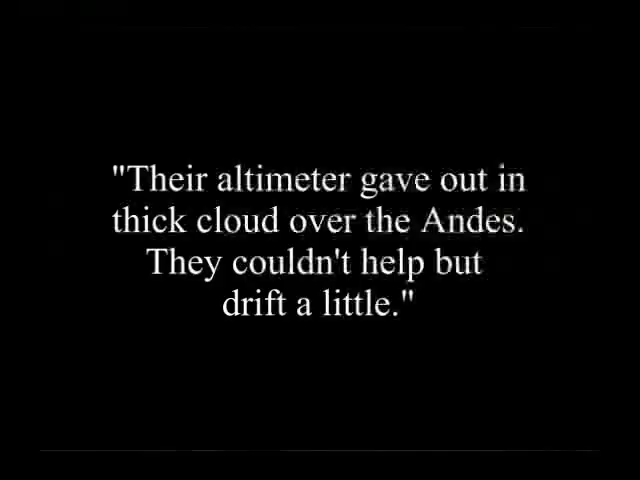 "Their altimeter gave out in
thick cloud over the Andes.
They couldn't help but
drift a little."